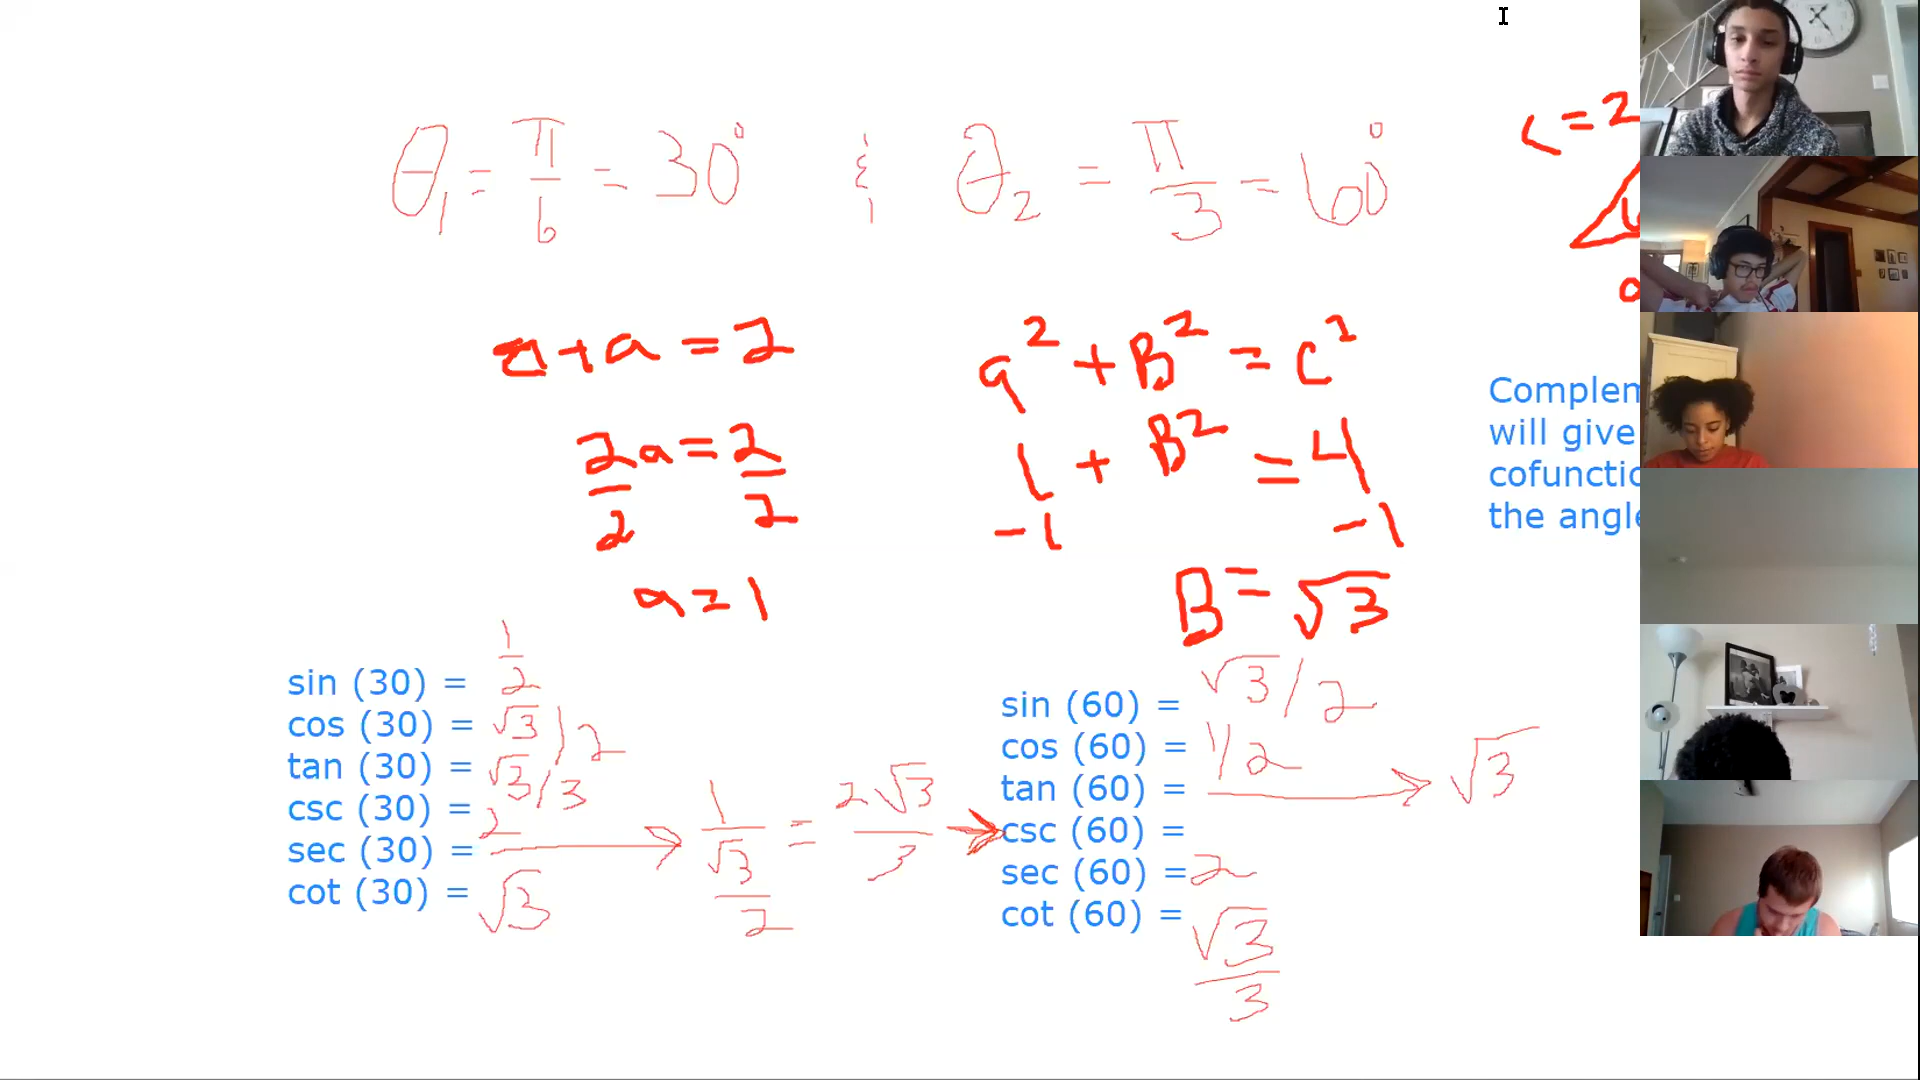 θ₁ = π/6 = 30° & θ₂ = π/3 = 60°
c = 2
a
a + a = 2
2a/2 = 2/2
a = 1
a² + B² = c²
1 + B² = 4
-1 -1
B = √3
Complem
will give
cofunctio
the angle
sin (30) = 1/2
cos (30) = √3/2
tan (30) = √3/3
csc (30) = 2
sec (30) = → 1/(√3/2) = 2√3/3 →
cot (30) = √3
sin (60) = √3/2
cos (60) = 1/2
tan (60) = → √3
csc (60) =
sec (60) = 2
cot (60) = √3/3